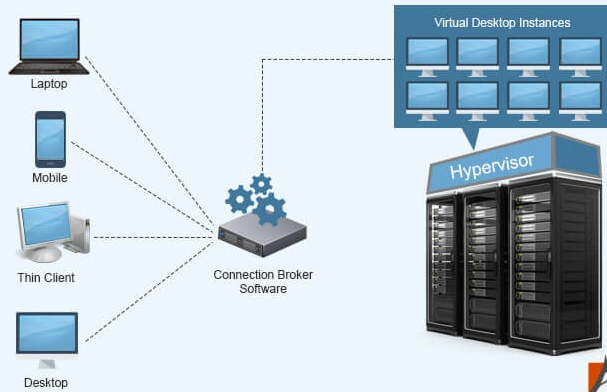 Virtual Desktop Instances
Laptop
Hypervisor
Mobile
Connection Broker
Software
Thin Client
Desktop